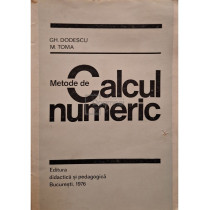 GH. DODESCU
M. TOMA
Metode de
Calcul
numeric
Editura
didactică și pedagogică
București, 1976